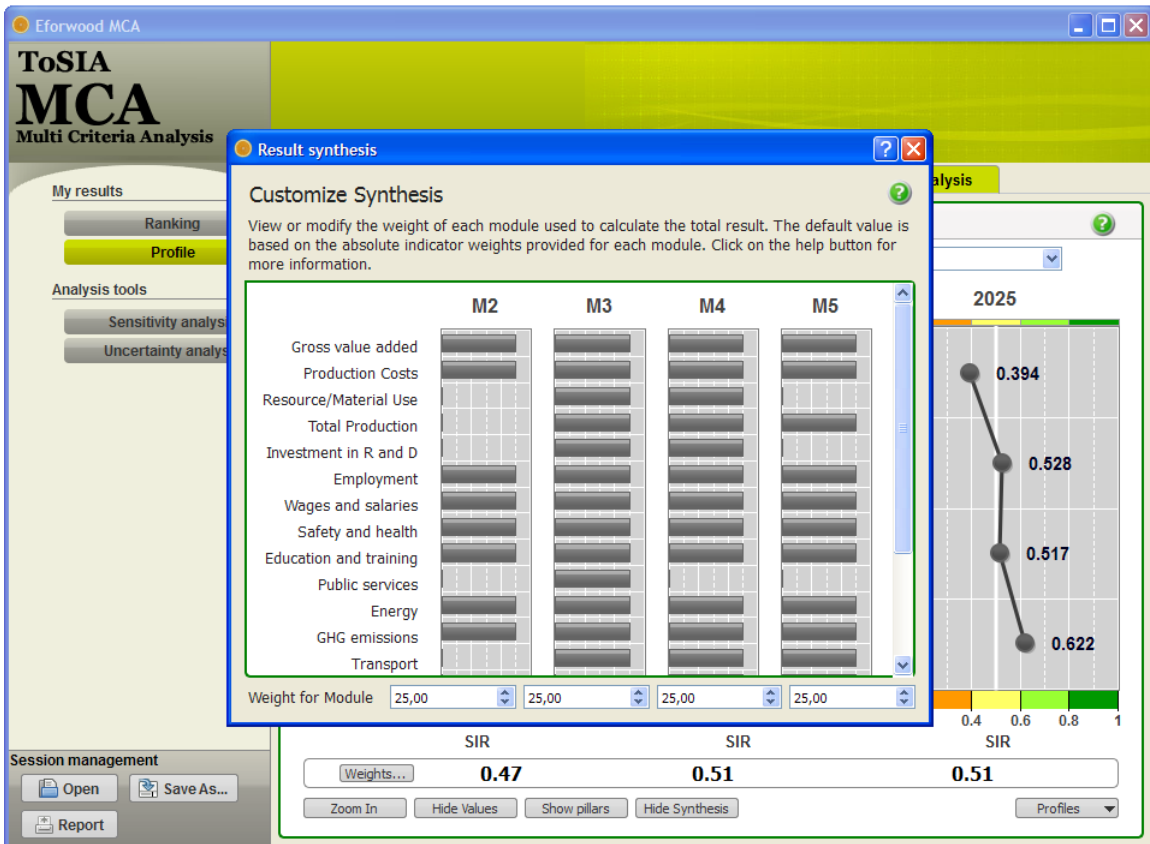 Eforwood MCA
ToSIA
MCA
Multi Criteria Analysis
My results
Ranking
Profile
Analysis tools
Sensitivity analys
Uncertainty analys
Result synthesis
Customize Synthesis
View or modify the weight of each module used to calculate the total result. The default value is
based on the absolute indicator weights provided for each module. Click on the help button for
more information.
M2 M3 M4 M5
Gross value added
Production Costs
Resource/Material Use
Total Production
Investment in R and D
Employment
Wages and salaries
Safety and health
Education and training
Public services
Energy
GHG emissions
Transport
Weight for Module 25,00 25,00 25,00 25,00
alysis
2025
0.394
0.528
0.517
0.622
0.4 0.6 0.8 1
SIR SIR SIR
Weights... 0.47 0.51 0.51
Zoom In Hide Values Show pillars Hide Synthesis Profiles
Session management
Open Save As...
Report